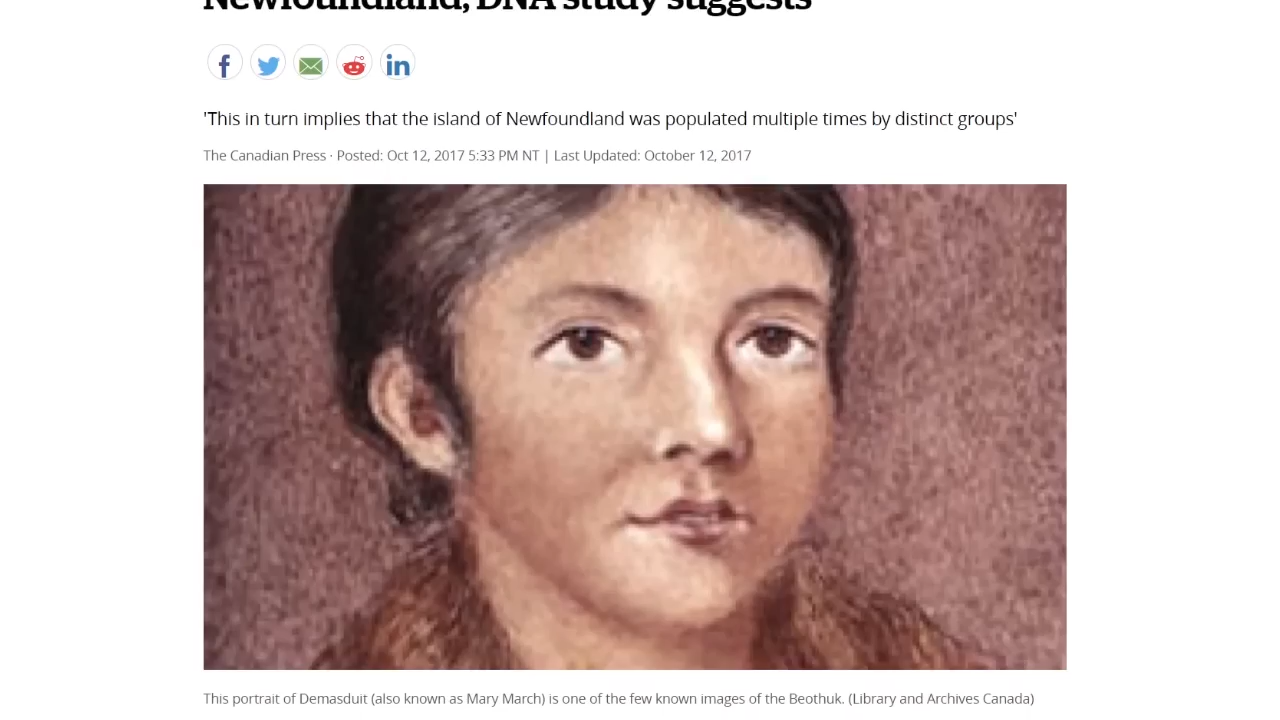 Newfoundland, DNA study suggests
'This in turn implies that the island of Newfoundland was populated multiple times by distinct groups'
The Canadian Press · Posted: Oct 12, 2017 5:33 PM NT | Last Updated: October 12, 2017
This portrait of Demasduit (also known as Mary March) is one of the few known images of the Beothuk. (Library and Archives Canada)